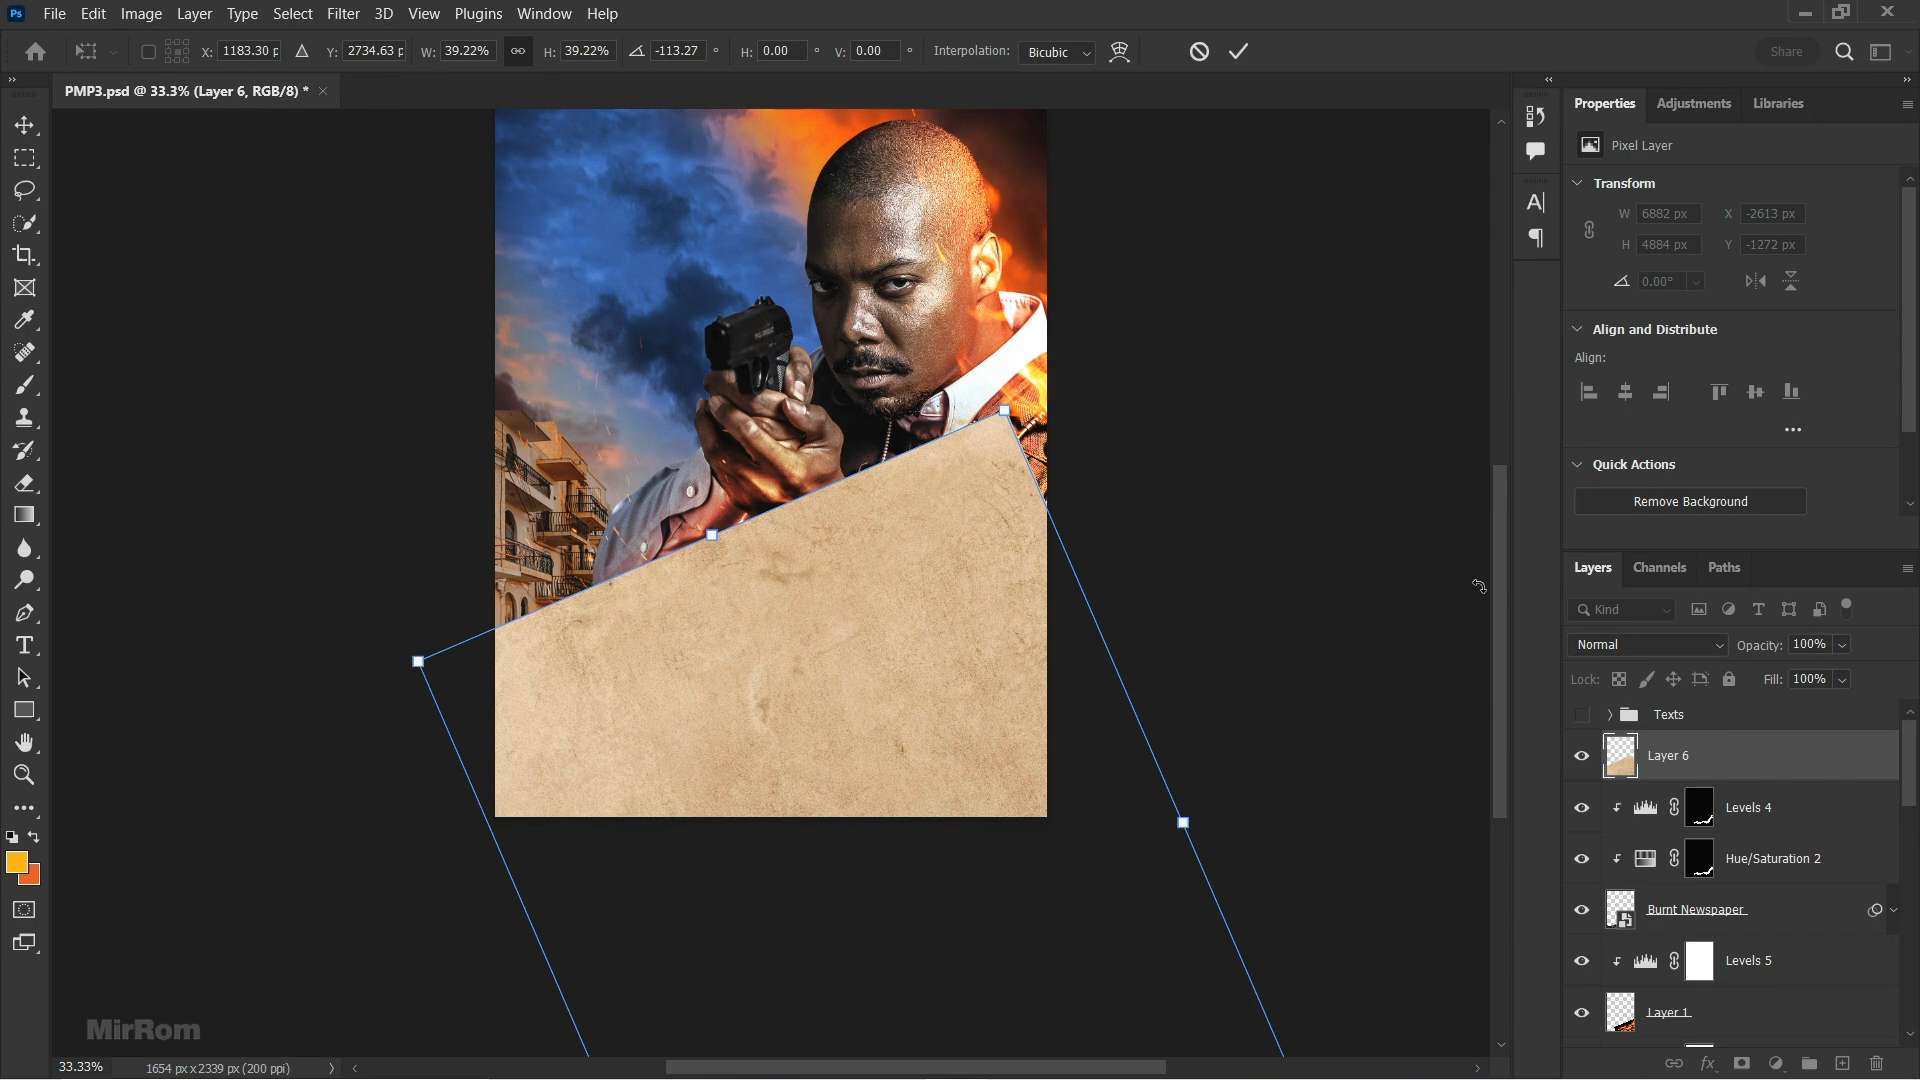 Ps File Edit Image Layer Type Select Filter 3D View Plugins Window Help
X: 1183.30 p Y: 2734.63 p W: 39.22% H: 39.22% -113.27 ° H: 0.00 ° V: 0.00 ° Interpolation: Bicubic Share
PMP3.psd @ 33.3% (Layer 6, RGB/8) *
Properties Adjustments Libraries
Pixel Layer
Transform
W 6882 px X -2613 px
H 4884 px Y -1272 px
0.00°
Align and Distribute
Align:
Quick Actions
Remove Background
Layers Channels Paths
Kind
Normal Opacity: 100%
Lock: Fill: 100%
Texts
Layer 6
Levels 4
Hue/Saturation 2
Burnt Newspaper
Levels 5
Layer 1
MirRom
33.33% 1654 px x 2339 px (200 ppi)